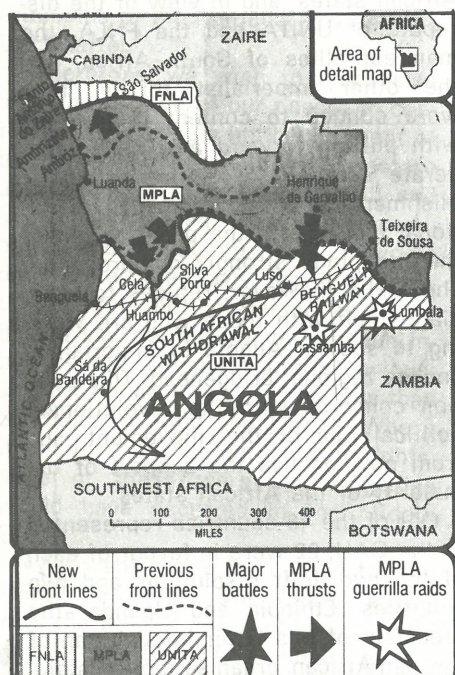 AFRICA
Area of
detail map
ZAIRE
CABINDA
São Salvador
FNLA
Ambriz
Luanda
MPLA
Henrique
de Carvalho
Teixeira
de Sousa
Cela
Silva
Porto
Luso
Benguela
Huambo
BENGUELA
RAILWAY
Lumbala
SOUTH AFRICAN
WITHDRAWAL
Cassamba
UNITA
Sá da
Bandeira
ZAMBIA
ANGOLA
ATLANTIC OCEAN
SOUTHWEST AFRICA
0 100 200 300 400
MILES
BOTSWANA
New
front lines
Previous
front lines
Major
battles
MPLA
thrusts
MPLA
guerrilla raids
FNLA
MPLA
UNITA